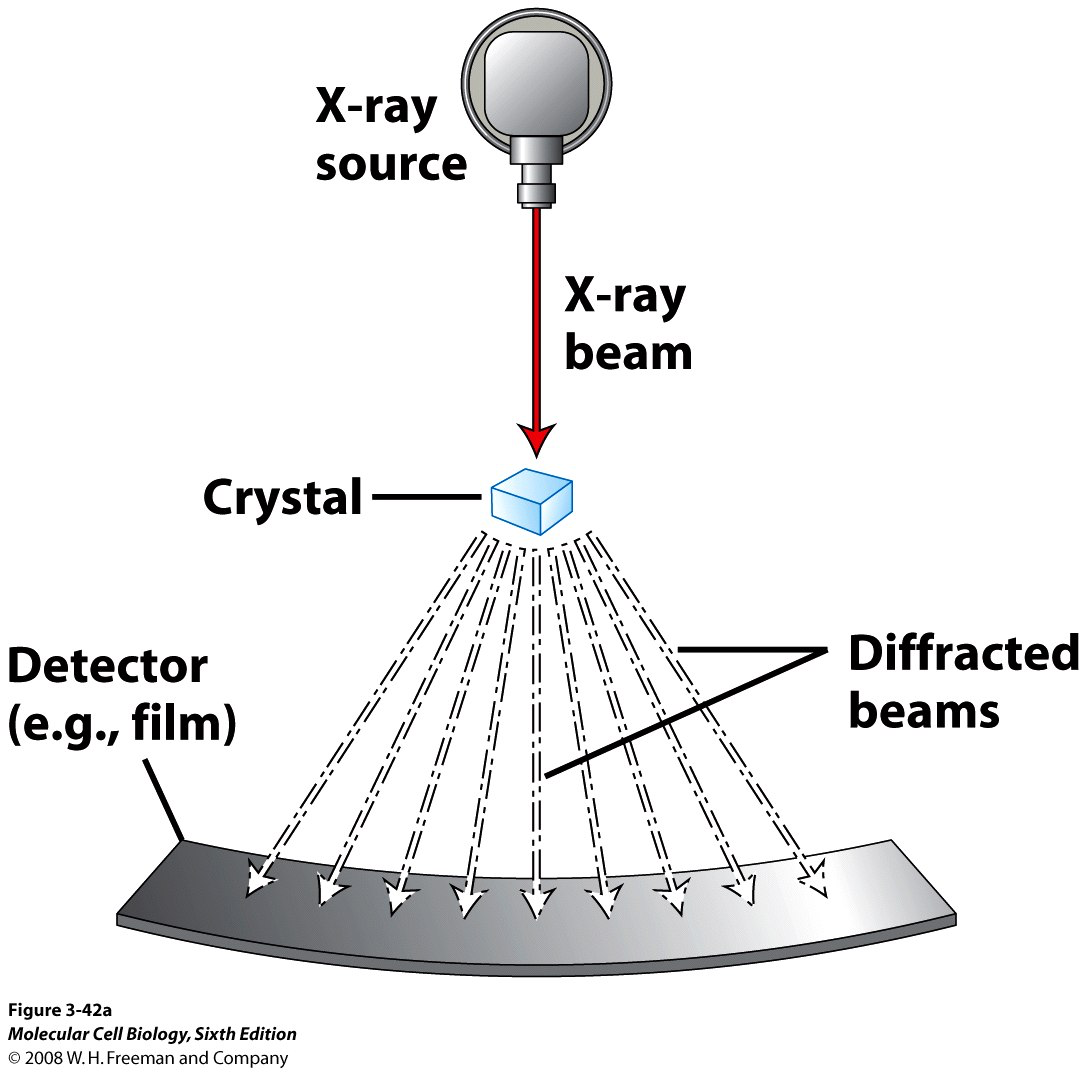 X-ray
source
X-ray
beam
Crystal
Detector
(e.g., film)
Diffracted
beams
Figure 3-42a
Molecular Cell Biology, Sixth Edition
© 2008 W. H. Freeman and Company